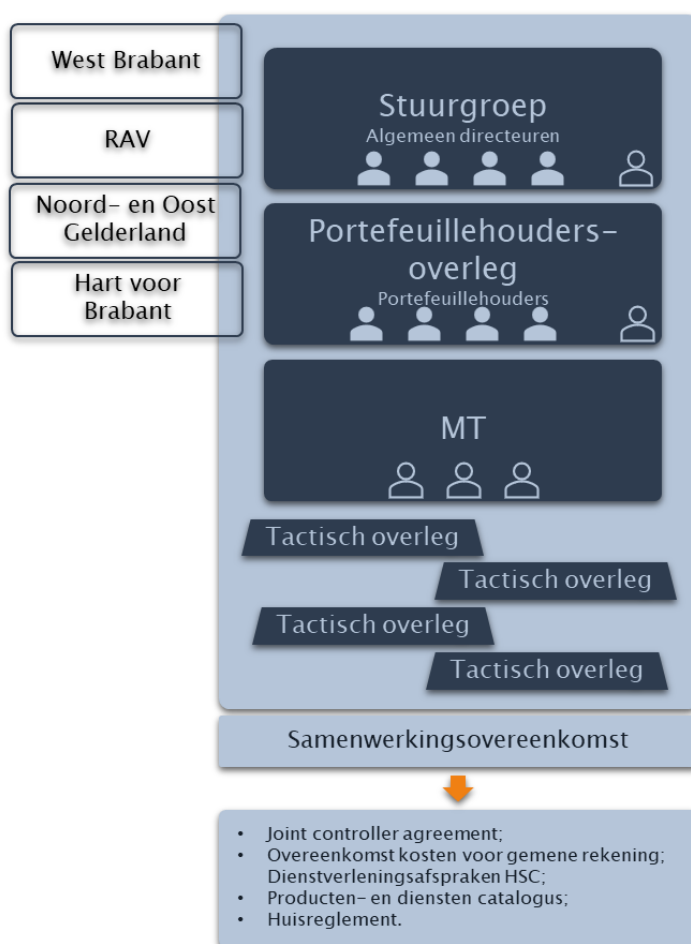 West Brabant
RAV
Noord- en Oost
Gelderland
Hart voor
Brabant
Stuurgroep
Algemeen directeuren
Portefeuillehouders-
overleg
Portefeuillehouders
MT
Tactisch overleg
Tactisch overleg
Tactisch overleg
Tactisch overleg
Samenwerkingsovereenkomst
• Joint controller agreement;
• Overeenkomst kosten voor gemene rekening;
Dienstverleningsafspraken HSC;
• Producten- en diensten catalogus;
• Huisreglement.